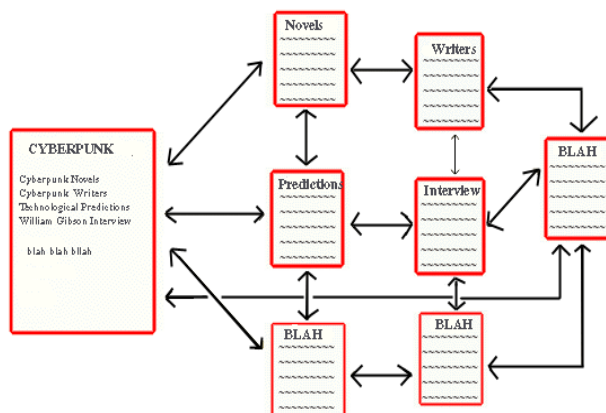 Novels
Writers
CYBERPUNK
Cyberpunk Novels
Cyberpunk Writers
Technological Predictions
William Gibson Interview
blah blah bllah
BLAH
Predictions
Interview
BLAH
BLAH